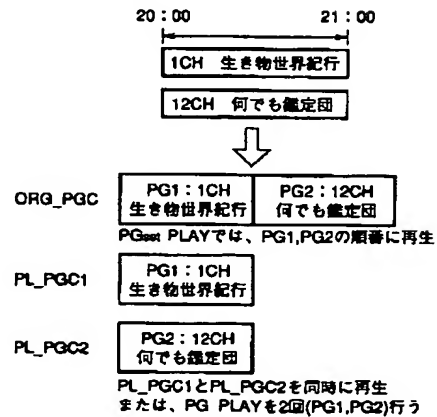 20：00 21：00
1CH 生き物世界紀行
12CH 何でも鑑定団
ORG_PGC
PG1：1CH
生き物世界紀行
PG2：12CH
何でも鑑定団
PGset PLAYでは、PG1,PG2の順番に再生
PL_PGC1
PG1：1CH
生き物世界紀行
PL_PGC2
PG2：12CH
何でも鑑定団
PL_PGC1とPL_PGC2を同時に再生
または、PG PLAYを2回(PG1,PG2)行う